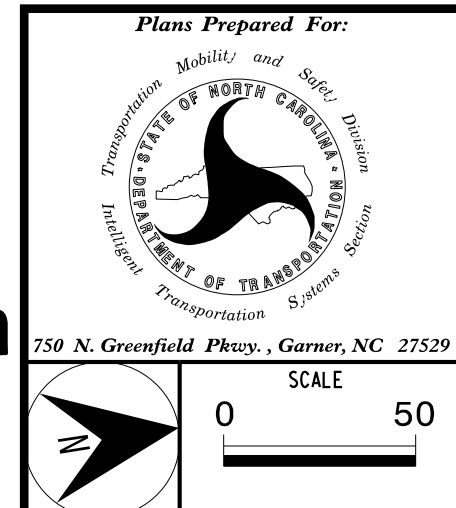 Plans Prepared For:
Transportation Mobility and Safety Division
STATE OF NORTH CAROLINA
DEPARTMENT OF TRANSPORTATION
Intelligent Transportation Systems Section
750 N. Greenfield Pkwy. , Garner, NC 27529
N
SCALE
0 50